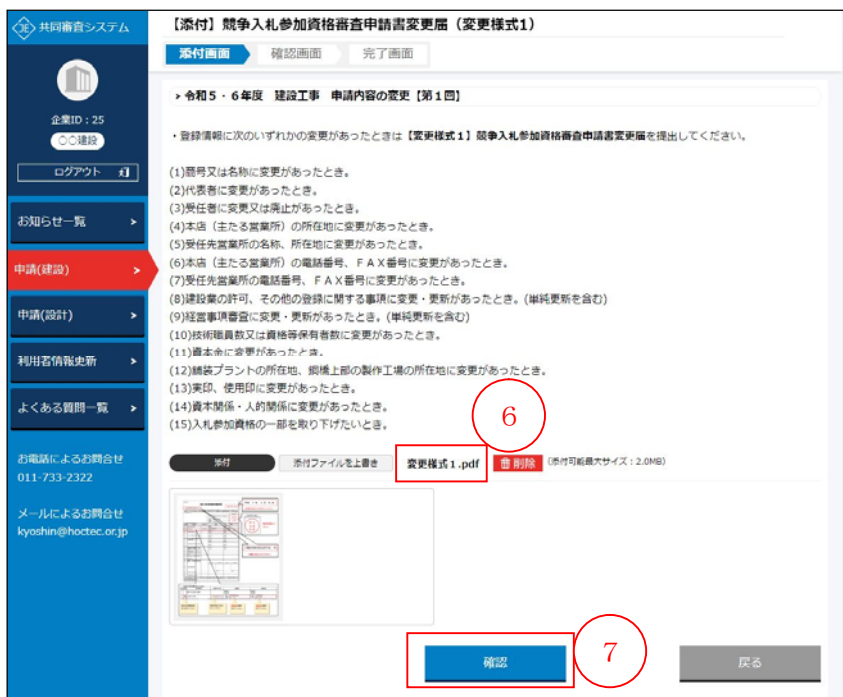 共同審査システム
企業ID：25
〇〇建設
ログアウト
お知らせ一覧
申請(建設)
申請(設計)
利用者情報更新
よくある質問一覧
お電話によるお問合せ
011-733-2322
メールによるお問合せ
kyoshin@hoctec.or.jp
【添付】競争入札参加資格審査申請書変更届（変更様式1）
添付画面
確認画面
完了画面
令和5・6年度　建設工事　申請内容の変更【第1回】
・登録情報に次のいずれかの変更があったときは【変更様式1】競争入札参加資格審査申請書変更届を提出してください。
(1)商号又は名称に変更があったとき。
(2)代表者に変更があったとき。
(3)受任者に変更又は廃止があったとき。
(4)本店（主たる営業所）の所在地に変更があったとき。
(5)受任先営業所の名称、所在地に変更があったとき。
(6)本店（主たる営業所）の電話番号、ＦＡＸ番号に変更があったとき。
(7)受任先営業所の電話番号、ＦＡＸ番号に変更があったとき。
(8)建設業の許可、その他の登録に関する事項に変更・更新があったとき。(単純更新を含む)
(9)経営事項審査に変更・更新があったとき。(単純更新を含む)
(10)技術職員数又は資格等保有者数に変更があったとき。
(11)資本金に変更があったとき。
(12)舗装プラントの所在地、鋼橋上部の製作工場の所在地に変更があったとき。
(13)実印、使用印に変更があったとき。
(14)資本関係・人的関係に変更があったとき。
(15)入札参加資格の一部を取り下げたいとき。
6
添付
添付ファイルを上書き
変更様式1.pdf
削除
(添付可能最大サイズ：2.0MB)
確認
7
戻る